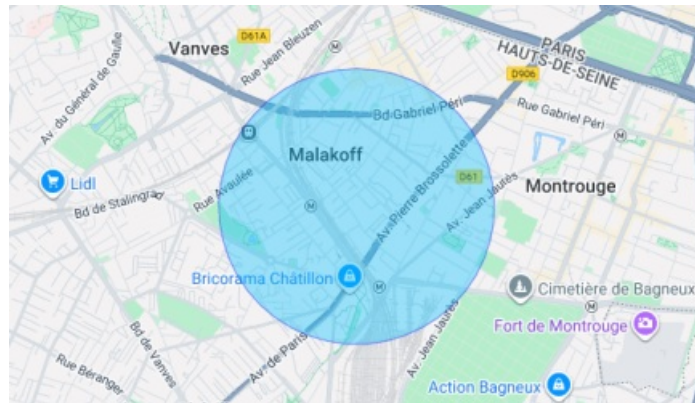 PARIS
HAUTS-DE-SEINE
D61A
Vanves
Rue Jean Bleuzen
D906
Av. du Général de Gaulle
Bd Gabriel Péri
Rue Gabriel Péri
Malakoff
Lidl
Rue Avaulée
D61
Montrouge
Bd de Stalingrad
Av. Pierre Brossolette
Av. Jean Jaurès
Bricorama Châtillon
Cimetière de Bagneux
Fort de Montrouge
Bd de Vanves
Av. de Paris
Av. Jean Jaurès
Rue Béranger
Action Bagneux